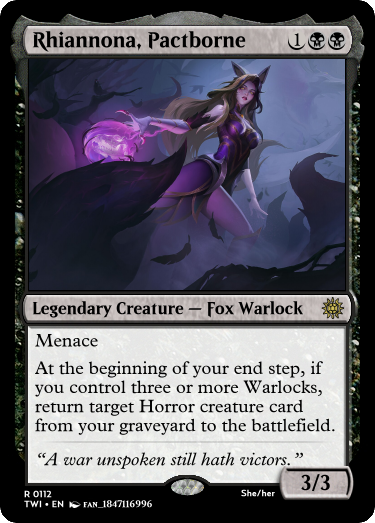 Rhiannona, Pactborne 1
Legendary Creature — Fox Warlock
Menace
At the beginning of your end step, if
you control three or more Warlocks,
return target Horror creature card
from your graveyard to the battlefield.
“A war unspoken still hath victors.”
3/3
R 0112
She/her
TWI • EN FAN_1847116996